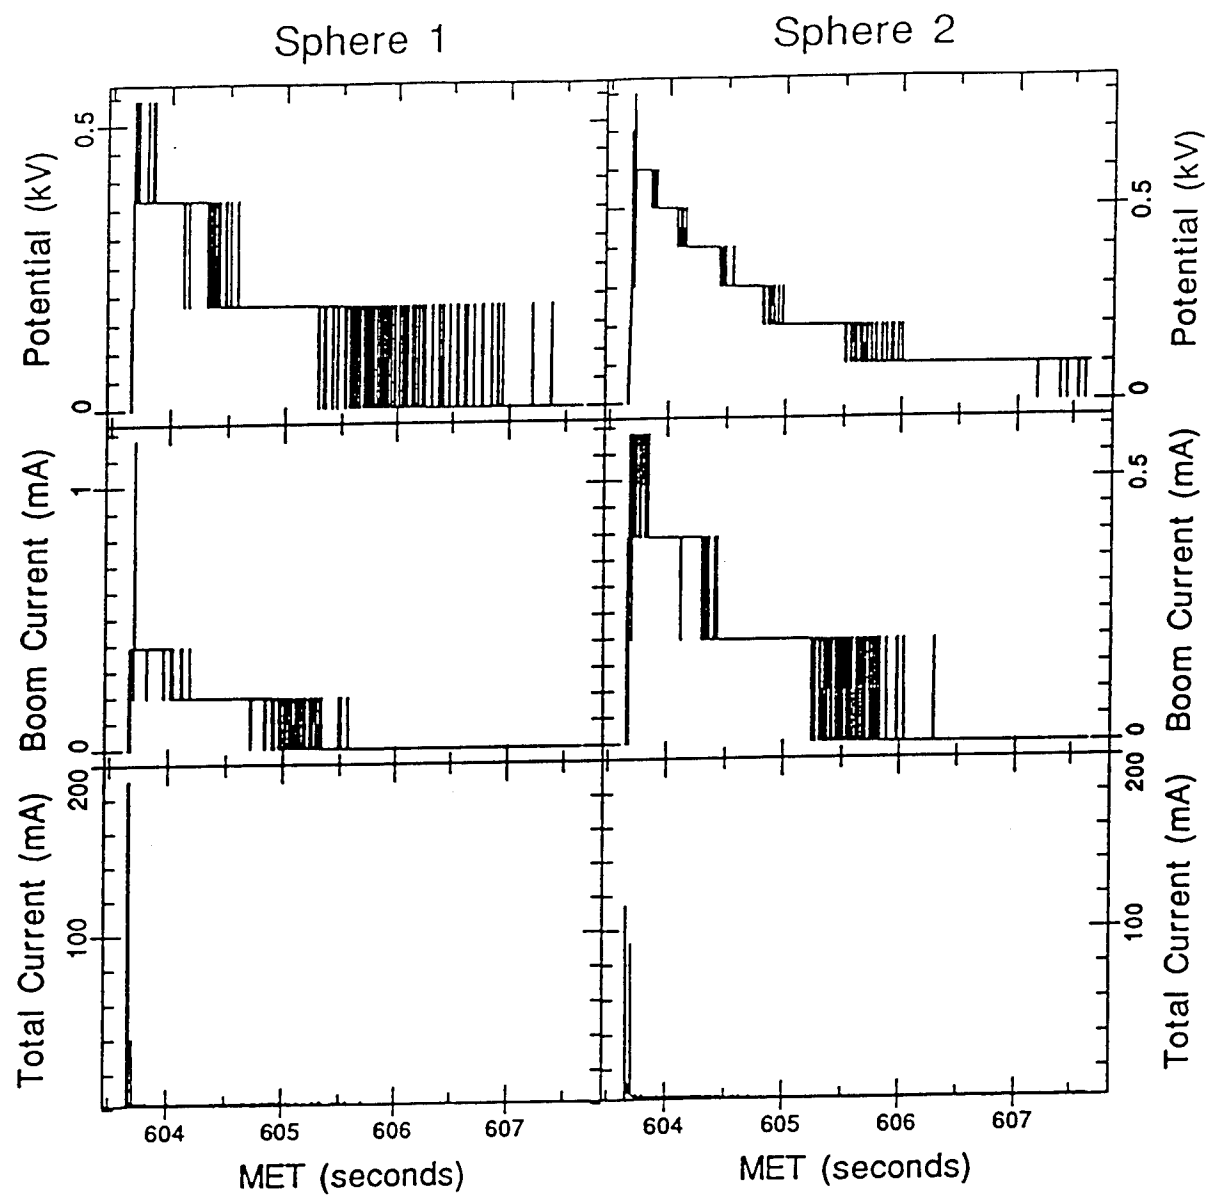 Sphere 1
Sphere 2
Potential (kV)
0.5
0
0.5
0
Potential (kV)
Boom Current (mA)
1
0
0.5
0
Boom Current (mA)
Total Current (mA)
200
100
200
100
Total Current (mA)
604 605 606 607
604 605 606 607
MET (seconds)
MET (seconds)